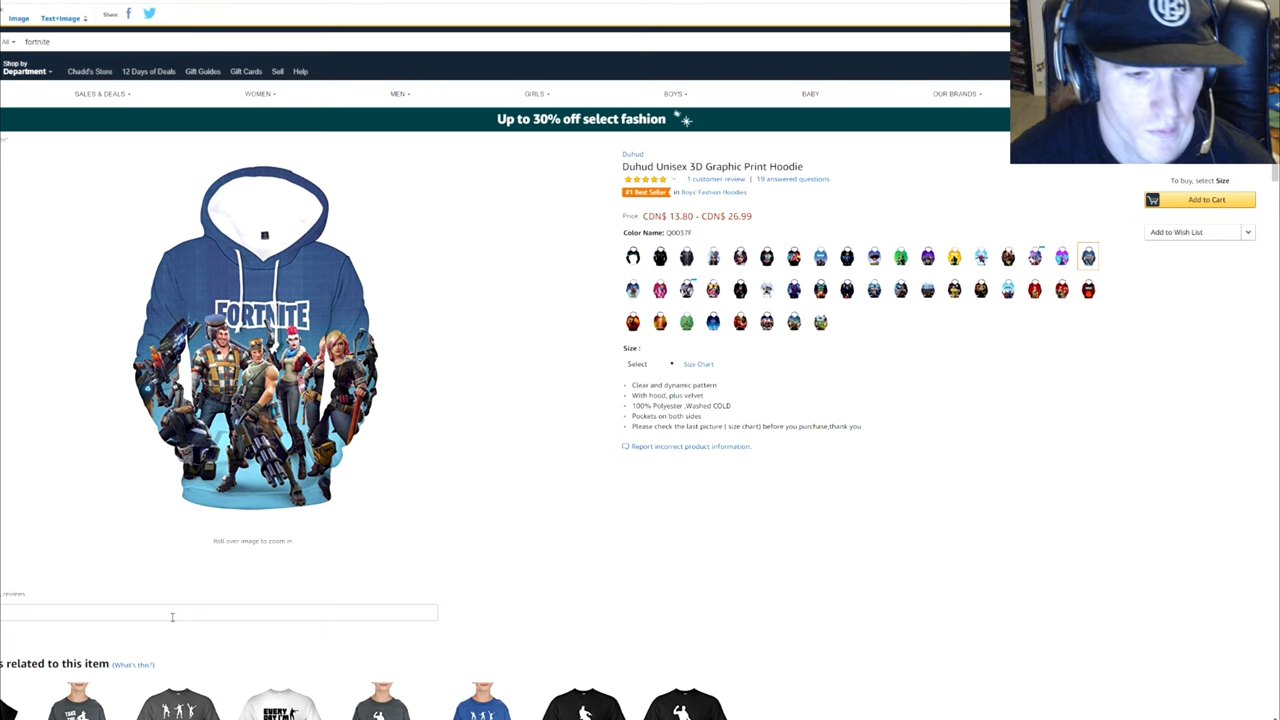 Image Text+Image Share:
All fortnite
Shop by
Department Chadd's Store 12 Days of Deals Gift Guides Gift Cards Sell Help
SALES & DEALS WOMEN MEN GIRLS BOYS BABY OUR BRANDS
Up to 30% off select fashion
Duhud
Duhud Unisex 3D Graphic Print Hoodie
1 customer review | 19 answered questions
#1 Best Seller in Boys' Fashion Hoodies
Price: CDN$ 13.80 - CDN$ 26.99
Color Name: Q0037F
Size :
Select Size Chart
Clear and dynamic pattern
With hood, plus velvet
100% Polyester ,Washed COLD
Pockets on both sides
Please check the last picture ( size chart) before you purchase,thank you
Report incorrect product information.
To buy, select Size
Add to Cart
Add to Wish List
FORTNITE
Roll over image to zoom in
reviews
s related to this item (What's this?)
TAKE THE
EVERY DAY I'M